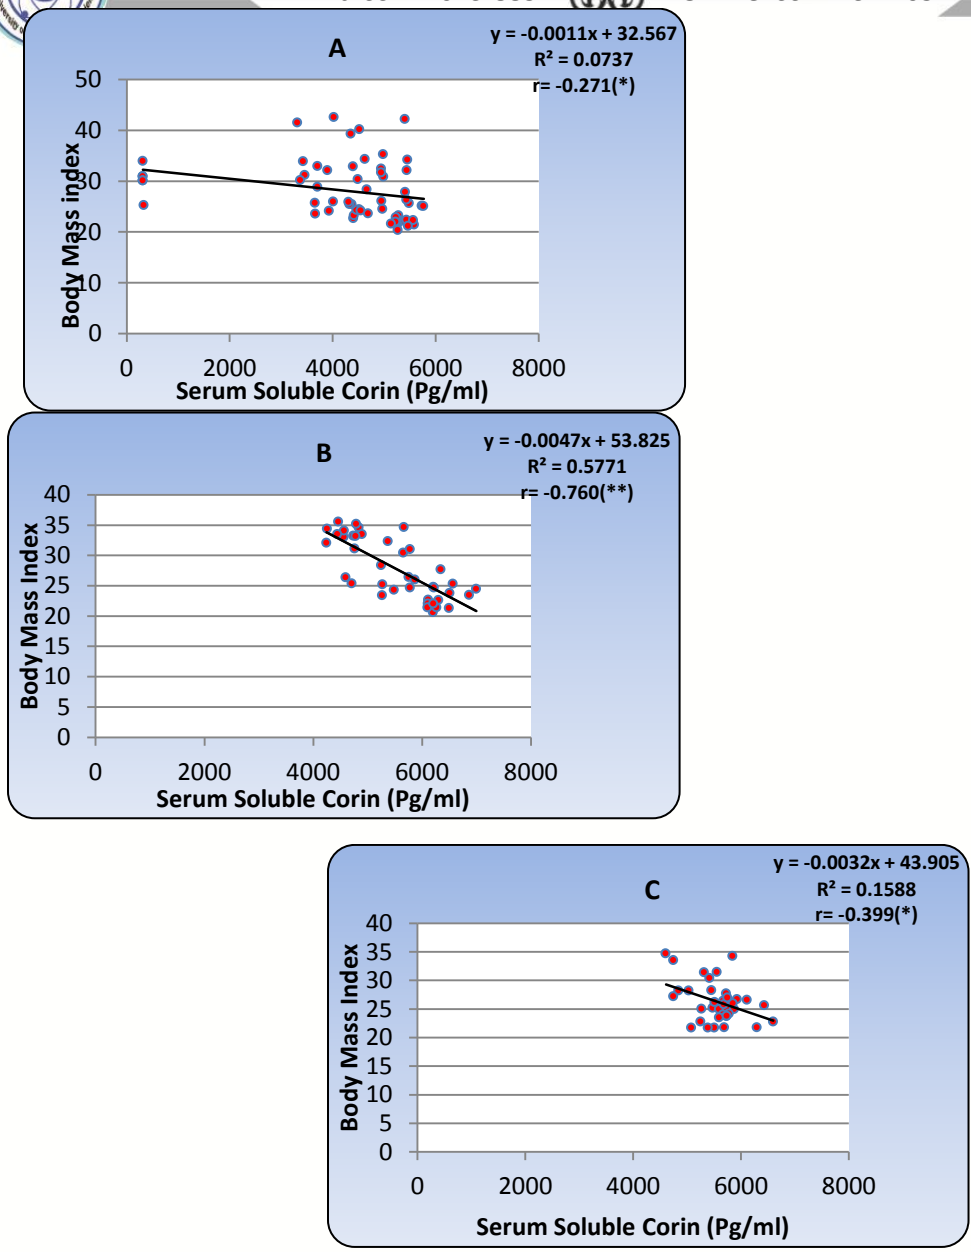 A
y = -0.0011x + 32.567
R² = 0.0737
r= -0.271(*)
50
40
30
20
10
0
Body Mass index
0 2000 4000 6000 8000
Serum Soluble Corin (Pg/ml)
B
y = -0.0047x + 53.825
R² = 0.5771
r= -0.760(**)
40
35
30
25
20
15
10
5
0
Body Mass Index
0 2000 4000 6000 8000
Serum Soluble Corin (Pg/ml)
C
y = -0.0032x + 43.905
R² = 0.1588
r= -0.399(*)
40
35
30
25
20
15
10
5
0
Body Mass Index
0 2000 4000 6000 8000
Serum Soluble Corin (Pg/ml)